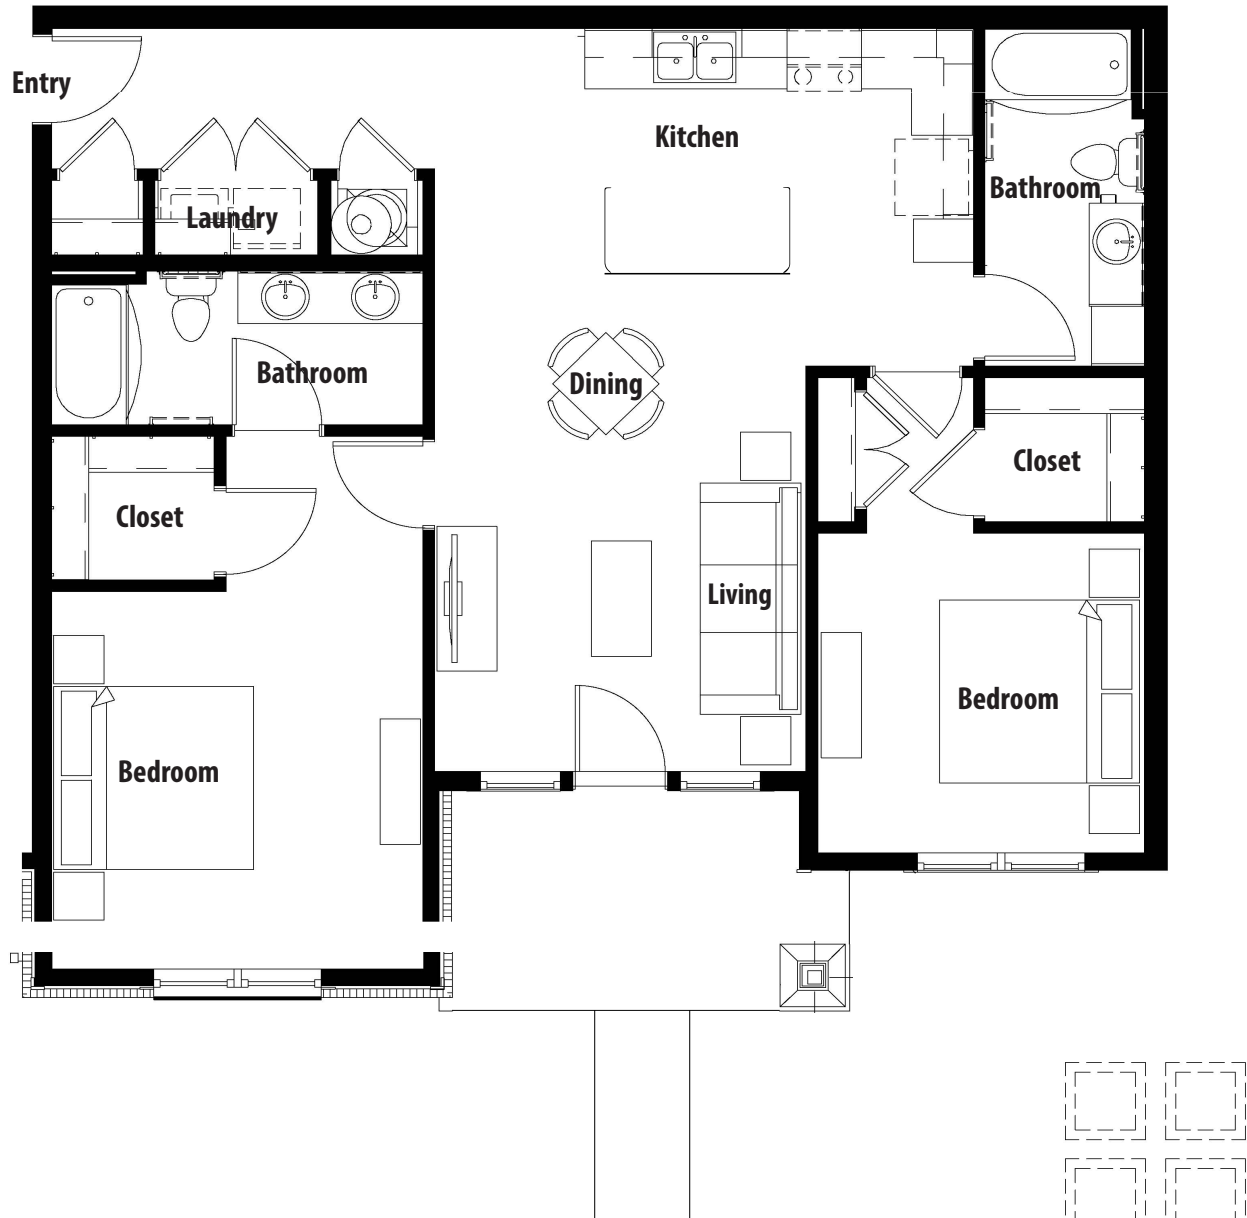 Entry
Kitchen
Bathroom
Laundry
Bathroom
Dining
Closet
Closet
Living
Bedroom
Bedroom